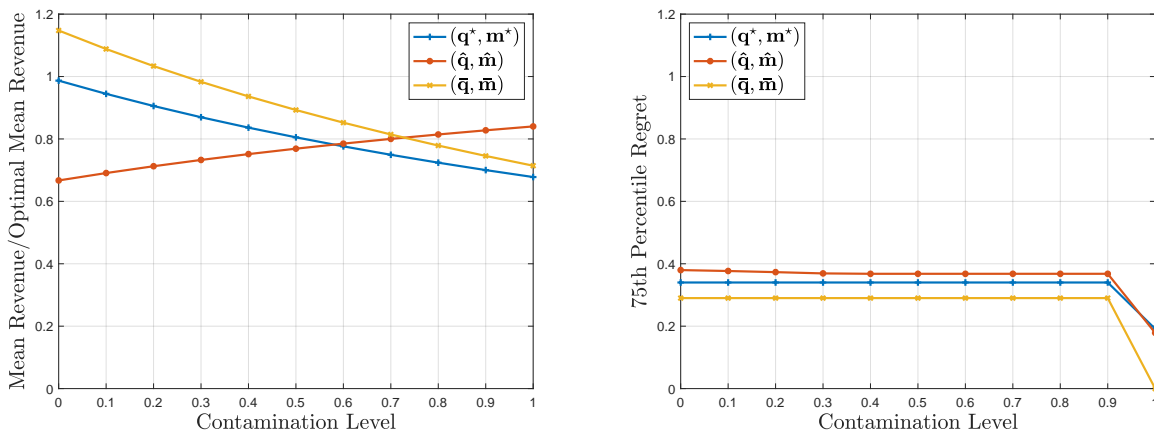 Mean Revenue/Optimal Mean Revenue
1.2
1
0.8
0.6
0.4
0.2
0
0 0.1 0.2 0.3 0.4 0.5 0.6 0.7 0.8 0.9 1
Contamination Level
(q⋆, m⋆)
(q̂, m̂)
(q̄, m̄)
75th Percentile Regret
1.2
1
0.8
0.6
0.4
0.2
0
0 0.1 0.2 0.3 0.4 0.5 0.6 0.7 0.8 0.9 1
Contamination Level
(q⋆, m⋆)
(q̂, m̂)
(q̄, m̄)